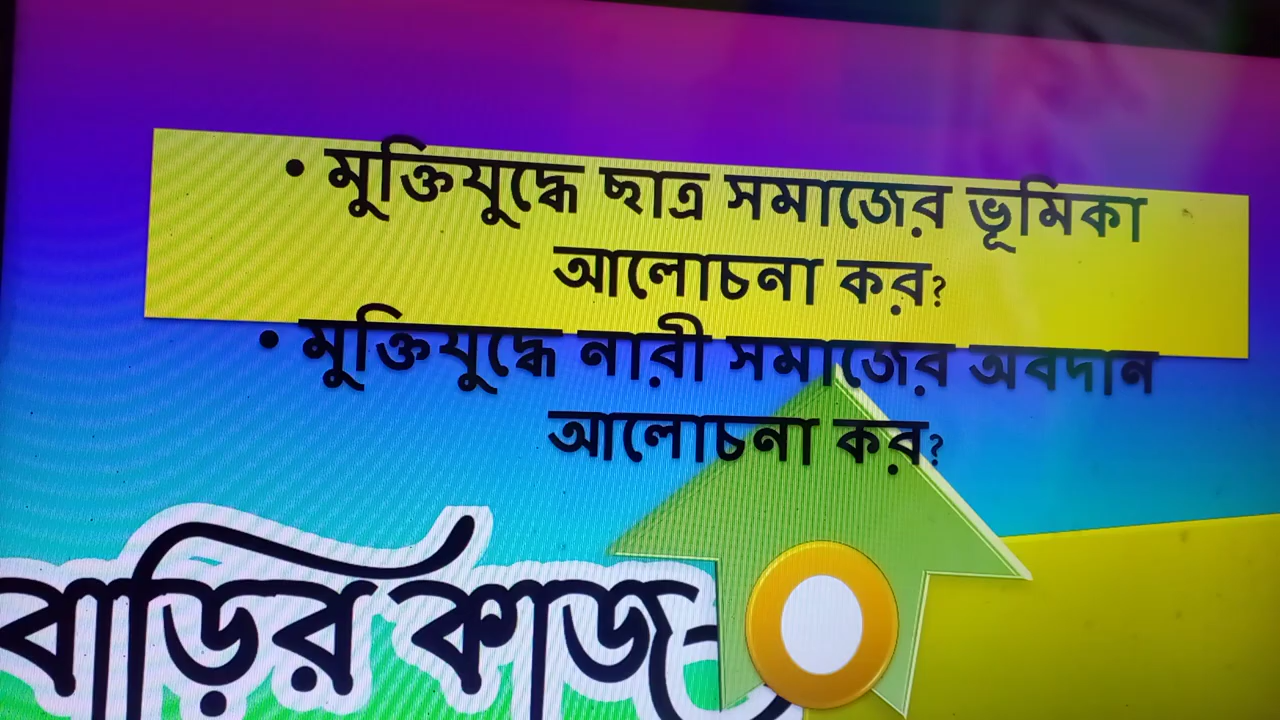 • মুক্তিযুদ্ধে ছাত্র সমাজের ভূমিকা
আলোচনা কর?
• মুক্তিযুদ্ধে নারী সমাজের অবদান
আলোচনা কর?
বাড়ির কাজ